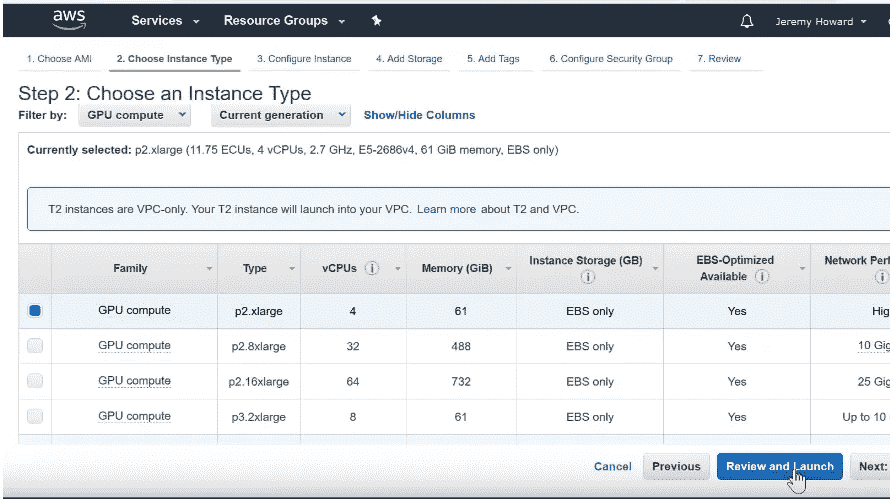 aws Services Resource Groups Jeremy Howard
1. Choose AMI 2. Choose Instance Type 3. Configure Instance 4. Add Storage 5. Add Tags 6. Configure Security Group 7. Review
Step 2: Choose an Instance Type
Filter by: GPU compute Current generation Show/Hide Columns
Currently selected: p2.xlarge (11.75 ECUs, 4 vCPUs, 2.7 GHz, E5-2686v4, 61 GiB memory, EBS only)
T2 instances are VPC-only. Your T2 instance will launch into your VPC. Learn more about T2 and VPC.
Family Type vCPUs i Memory (GiB) Instance Storage (GB) i EBS-Optimized Available i Network Perf i
GPU compute p2.xlarge 4 61 EBS only Yes Hig
GPU compute p2.8xlarge 32 488 EBS only Yes 10 Gig
GPU compute p2.16xlarge 64 732 EBS only Yes 25 Gig
GPU compute p3.2xlarge 8 61 EBS only Yes Up to 10
Cancel Previous Review and Launch Next: